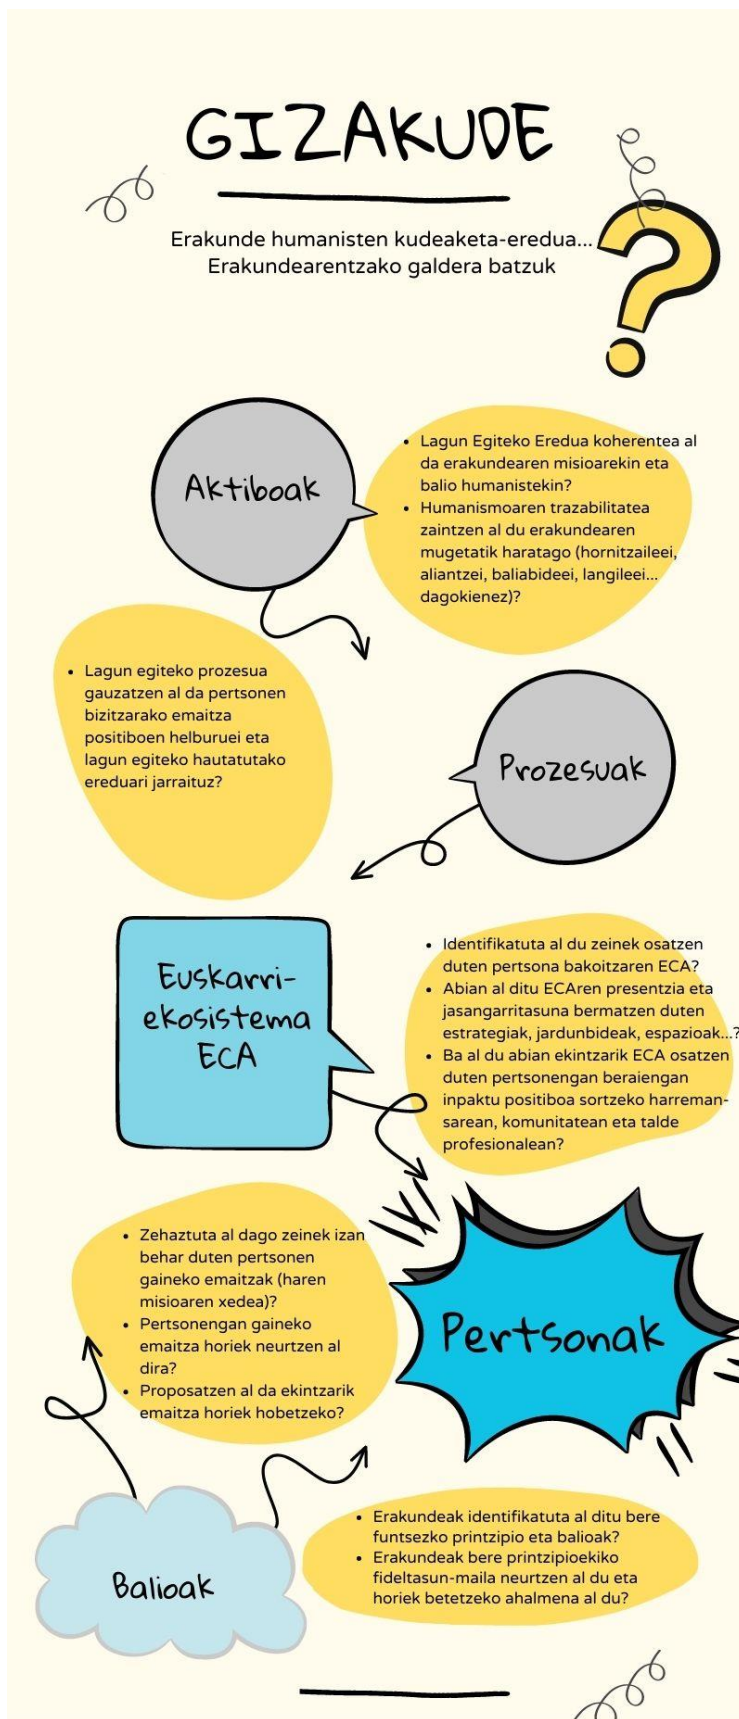 GIZAKUDE
Erakunde humanisten kudeaketa-eredua...
Erakundearentzako galdera batzuk
Aktiboak
• Lagun Egiteko Eredua koherentea al
da erakundearen misioarekin eta
balio humanistekin?
• Humanismoaren trazabilitatea
zaintzen al du erakundearen
mugetatik haratago (hornitzaileei,
aliantzei, baliabideei, langileei...
dagokienez)?
• Lagun egiteko prozesua
gauzatzen al da pertsonen
bizitzarako emaitza
positiboen helburuei eta
lagun egiteko hautatutako
ereduari jarraituz?
Prozesuak
Euskarri-
ekosistema
ECA
• Identifikatuta al du zeinek osatzen
duten pertsona bakoitzaren ECA?
• Abian al ditu ECAren presentzia eta
jasangarritasuna bermatzen duten
estrategiak, jardunbideak, espazioak...?
• Ba al du abian ekintzarik ECA osatzen
duten pertsonengan beraiengan
inpaktu positiboa sortzeko harreman-
sarean, komunitatean eta talde
profesionalean?
• Zehaztuta al dago zeinek izan
behar duten pertsonen
gaineko emaitzak (haren
misioaren xedea)?
• Pertsonengan gaineko
emaitza horiek neurtzen al
dira?
• Proposatzen al da ekintzarik
emaitza horiek hobetzeko?
Pertsonak
Balioak
• Erakundeak identifikatuta al ditu bere
funtsezko printzipio eta balioak?
• Erakundeak bere printzipioekiko
fideltasun-maila neurtzen al du eta
horiek betetzeko ahalmena al du?